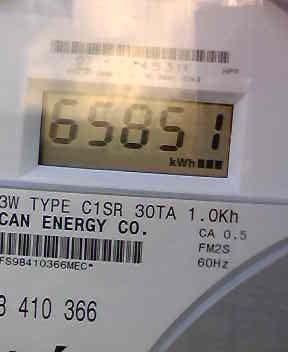 65851
kWh
3W TYPE C1SR 30TA 1.0Kh
CAN ENERGY CO.
CA 0.5
FM2S
FS98410366MEC*
60Hz
8 410 366